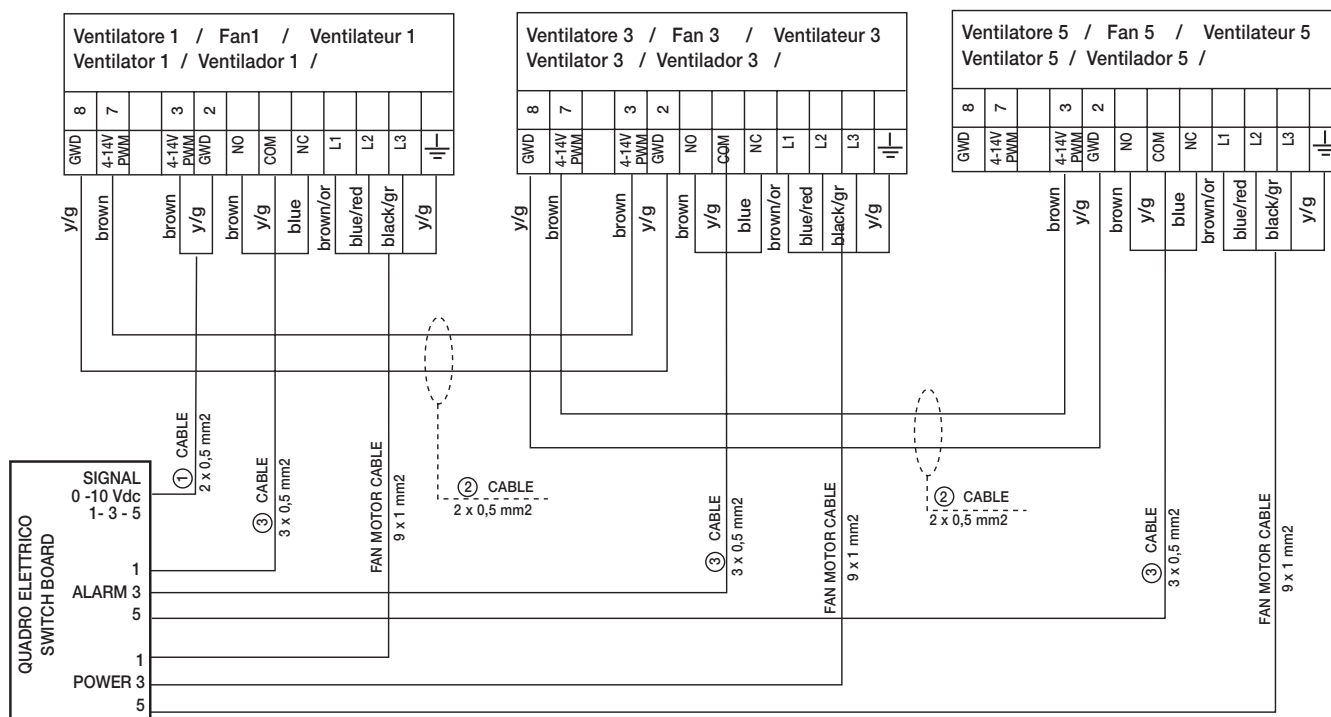 Ventilatore 1 / Fan1 / Ventilateur 1
Ventilator 1 / Ventilador 1 /
8 7 3 2
GWD 4-14V PWM 4-14V PWM GWD NO COM NC L1 L2 L3
y/g brown brown y/g brown y/g blue brown/or blue/red black/gr y/g
Ventilatore 3 / Fan 3 / Ventilateur 3
Ventilator 3 / Ventilador 3 /
8 7 3 2
GWD 4-14V PWM 4-14V PWM GWD NO COM NC L1 L2 L3
y/g brown brown y/g brown y/g blue brown/or blue/red black/gr y/g
Ventilatore 5 / Fan 5 / Ventilateur 5
Ventilator 5 / Ventilador 5 /
8 7 3 2
GWD 4-14V PWM 4-14V PWM GWD NO COM NC L1 L2 L3
brown y/g brown y/g blue brown/or blue/red black/gr y/g
1 CABLE
2 x 0,5 mm2
3 CABLE
3 x 0,5 mm2
FAN MOTOR CABLE
9 x 1 mm2
2 CABLE
2 x 0,5 mm2
3 CABLE
3 x 0,5 mm2
FAN MOTOR CABLE
9 x 1 mm2
2 CABLE
2 x 0,5 mm2
3 CABLE
3 x 0,5 mm2
FAN MOTOR CABLE
9 x 1 mm2
QUADRO ELETTRICO
SWITCH BOARD
SIGNAL
0 -10 Vdc
1- 3 - 5
1
ALARM 3
5
1
POWER 3
5